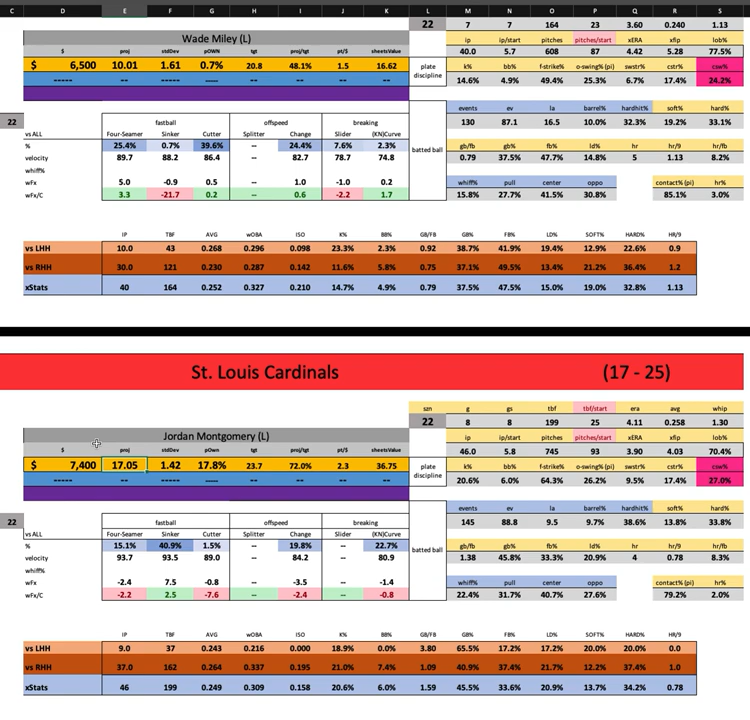 C D E F G H I J K L M N O P Q R S
22 7 7 164 23 3.60 0.240 1.13
Wade Miley (L) ip ip/start pitches pitches/start xERA xfip lob%
$ proj stdDev pOWN tgt proj/tgt pt/$ sheetsValue 40.0 5.7 608 87 4.42 5.28 77.5%
$ 6,500 10.01 1.61 0.7% 20.8 48.1% 1.5 16.62 plate discipline k% bb% f-strike% o-swing% (pi) swstr% cstr% csw%
----- -- ----- ---- -- -- -- -- 14.6% 4.9% 49.4% 25.3% 6.7% 17.4% 24.2%
events ev la barrel% hardhit% soft% hard%
22 fastball offspeed breaking batted ball 130 87.1 16.5 10.0% 32.3% 19.2% 33.1%
vs ALL Four-Seamer Sinker Cutter Splitter Change Slider (KN)Curve
% 25.4% 0.7% 39.6% -- 24.4% 7.6% 2.3% gb/fb gb% fb% ld% hr hr/9 hr/fb
velocity 89.7 88.2 86.4 -- 82.7 78.7 74.8 0.79 37.5% 47.7% 14.8% 5 1.13 8.2%
whiff%
wFx 5.0 -0.9 0.5 -- 1.0 -1.0 0.2 whiff% pull center oppo contact% (pi) hr%
wFx/C 3.3 -21.7 0.2 -- 0.6 -2.2 1.7 15.8% 27.7% 41.5% 30.8% 85.1% 3.0%
IP TBF AVG wOBA ISO K% BB% GB/FB GB% FB% LD% SOFT% HARD% HR/9
vs LHH 10.0 43 0.268 0.296 0.098 23.3% 2.3% 0.92 38.7% 41.9% 19.4% 12.9% 22.6% 0.9
vs RHH 30.0 121 0.230 0.287 0.142 11.6% 5.8% 0.75 37.1% 49.5% 13.4% 21.2% 36.4% 1.2
xStats 40 164 0.252 0.327 0.210 14.7% 4.9% 0.79 37.5% 47.5% 15.0% 19.0% 32.8% 1.13
St. Louis Cardinals (17 - 25)
szn g gs tbf tbf/start era avg whip
22 8 8 199 25 4.11 0.258 1.30
Jordan Montgomery (L) ip ip/start pitches pitches/start xERA xfip lob%
$ proj stdDev pOwn tgt proj/tgt pt/$ sheetsValue 46.0 5.8 745 93 3.90 4.03 70.4%
$ 7,400 17.05 1.42 17.8% 23.7 72.0% 2.3 36.75 plate discipline k% bb% f-strike% o-swing% (pi) swstr% cstr% csw%
----- -- ----- ---- -- -- -- -- 20.6% 6.0% 64.3% 26.2% 9.5% 17.4% 27.0%
events ev la barrel% hardhit% soft% hard%
22 fastball offspeed breaking batted ball 145 88.8 9.5 9.7% 38.6% 13.8% 33.8%
vs ALL Four-Seamer Sinker Cutter Splitter Change Slider (KN)Curve
% 15.1% 40.9% 1.5% -- 19.8% -- 22.7% gb/fb gb% fb% ld% hr hr/9 hr/fb
velocity 93.7 93.5 89.0 -- 84.2 -- 80.9 1.38 45.8% 33.3% 20.9% 4 0.78 8.3%
whiff%
wFx -2.4 7.5 -0.8 -- -3.5 -- -1.4 whiff% pull center oppo contact% (pi) hr%
wFx/C -2.2 2.5 -7.6 -- -2.4 -- -0.8 22.4% 31.7% 40.7% 27.6% 79.2% 2.0%
IP TBF AVG wOBA ISO K% BB% GB/FB GB% FB% LD% SOFT% HARD% HR/9
vs LHH 9.0 37 0.243 0.216 0.000 18.9% 0.0% 3.80 65.5% 17.2% 17.2% 20.0% 20.0% 0.0
vs RHH 37.0 162 0.264 0.337 0.195 21.0% 7.4% 1.09 40.9% 37.4% 21.7% 12.2% 37.4% 1.0
xStats 46 199 0.249 0.309 0.158 20.6% 6.0% 1.59 45.5% 33.6% 20.9% 13.7% 34.2% 0.78